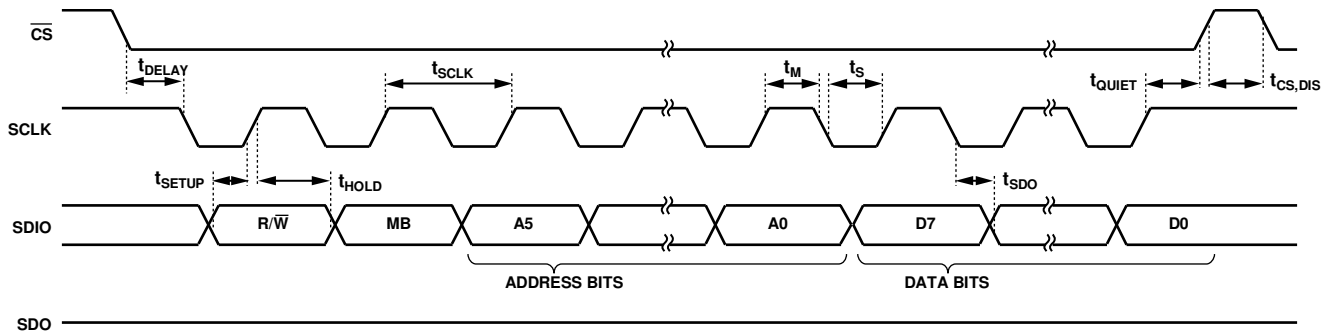 CS
tDELAY
tSCLK
tM
tS
tQUIET
tCS,DIS
SCLK
tSETUP
tHOLD
tSDO
SDIO
R/W
MB
A5
A0
D7
D0
ADDRESS BITS
DATA BITS
SDO